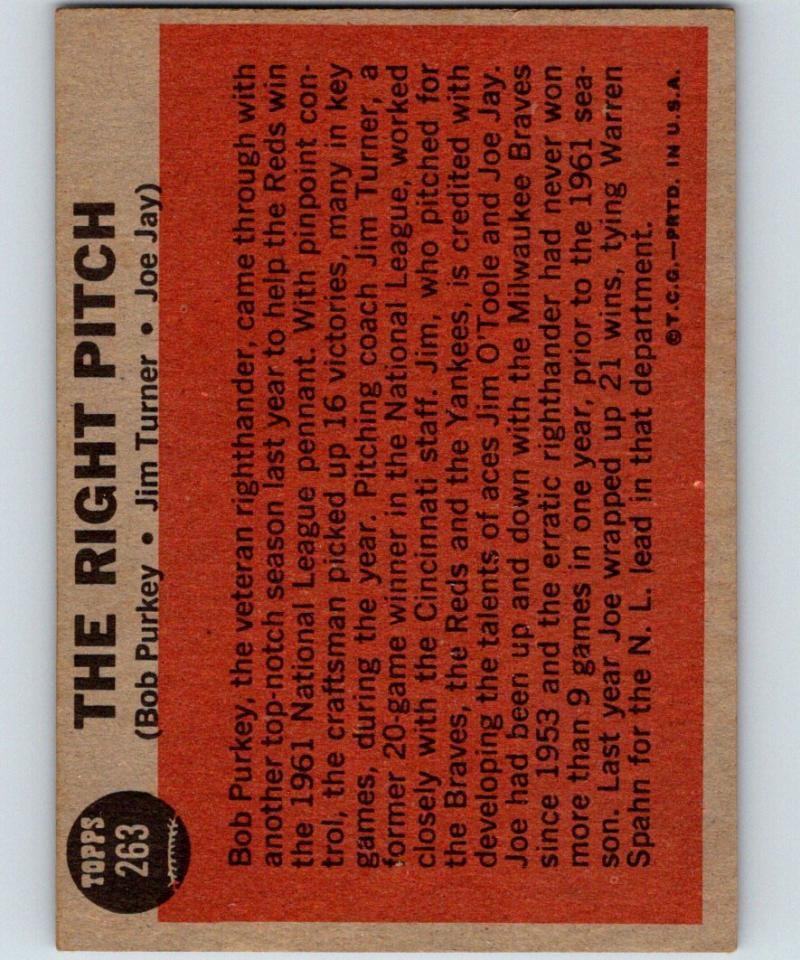 TOPPS
263
THE RIGHT PITCH
(Bob Purkey • Jim Turner • Joe Jay)
Bob Purkey, the veteran righthander, came through with
another top-notch season last year to help the Reds win
the 1961 National League pennant. With pinpoint con-
trol, the craftsman picked up 16 victories, many in key
games, during the year. Pitching coach Jim Turner, a
former 20-game winner in the National League, worked
closely with the Cincinnati staff. Jim, who pitched for
the Braves, the Reds and the Yankees, is credited with
developing the talents of aces Jim O'Toole and Joe Jay.
Joe had been up and down with the Milwaukee Braves
since 1953 and the erratic righthander had never won
more than 9 games in one year, prior to the 1961 sea-
son. Last year Joe wrapped up 21 wins, tying Warren
Spahn for the N. L. lead in that department.
©T.C.G.—PRTD. IN U.S.A.